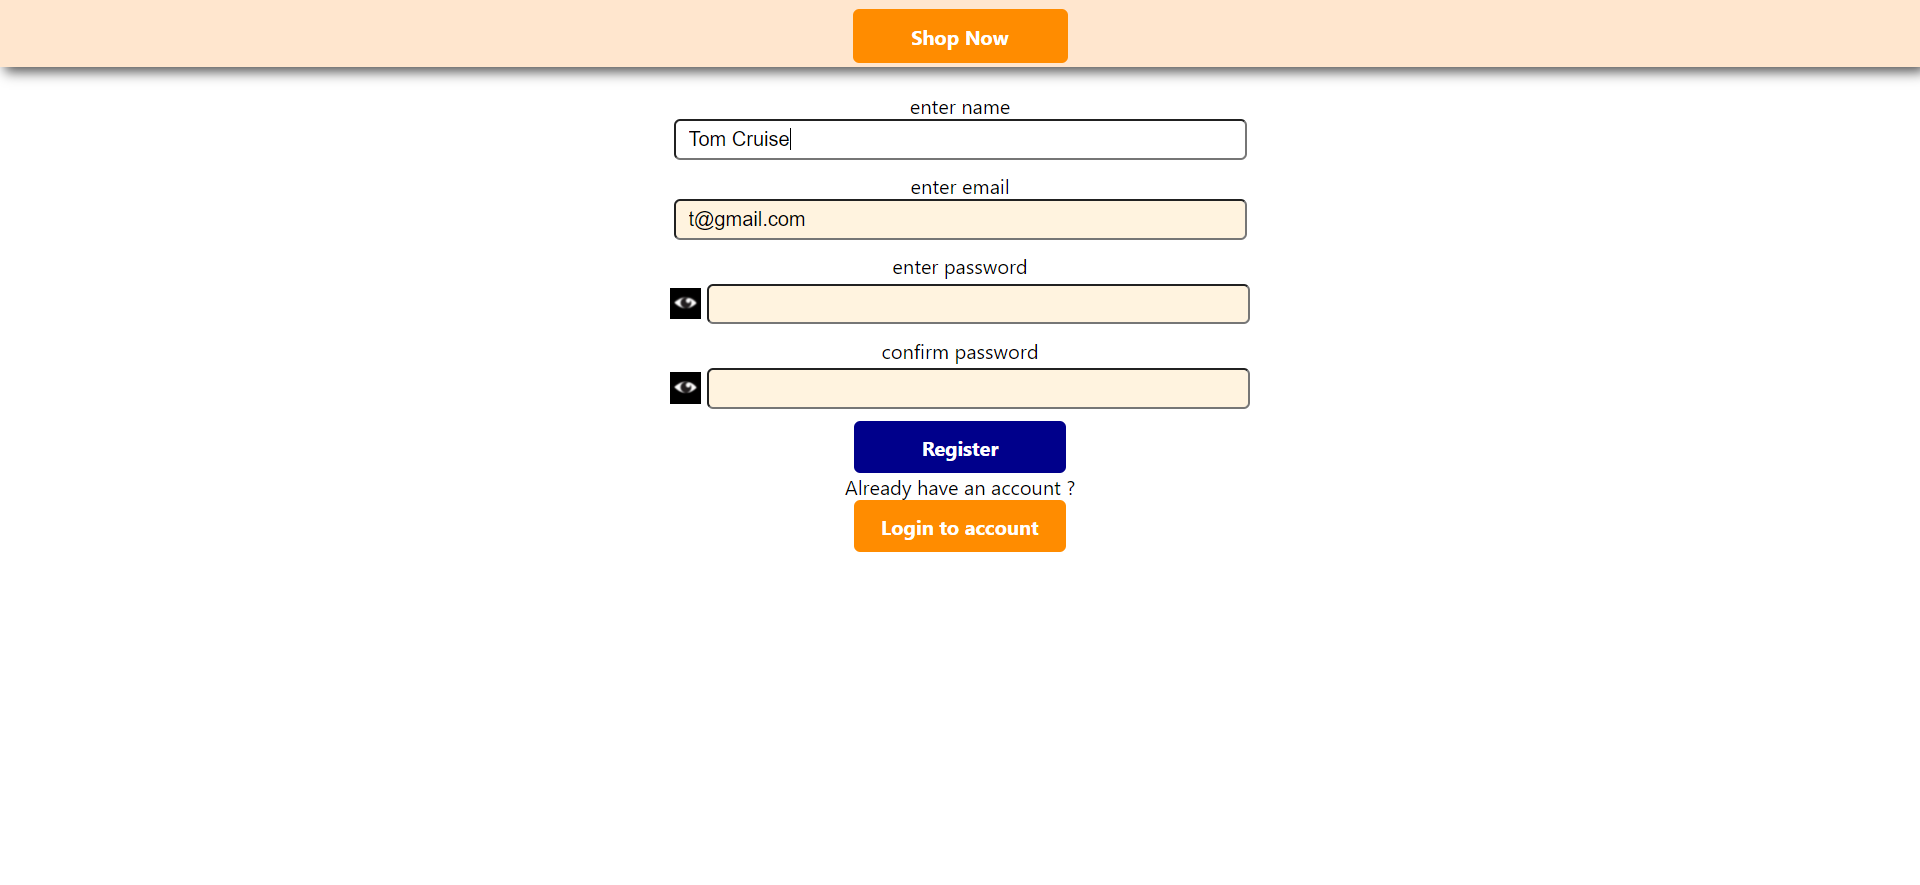 Shop Now
enter name
Tom Cruise
enter email
t@gmail.com
enter password
confirm password
Register
Already have an account ?
Login to account